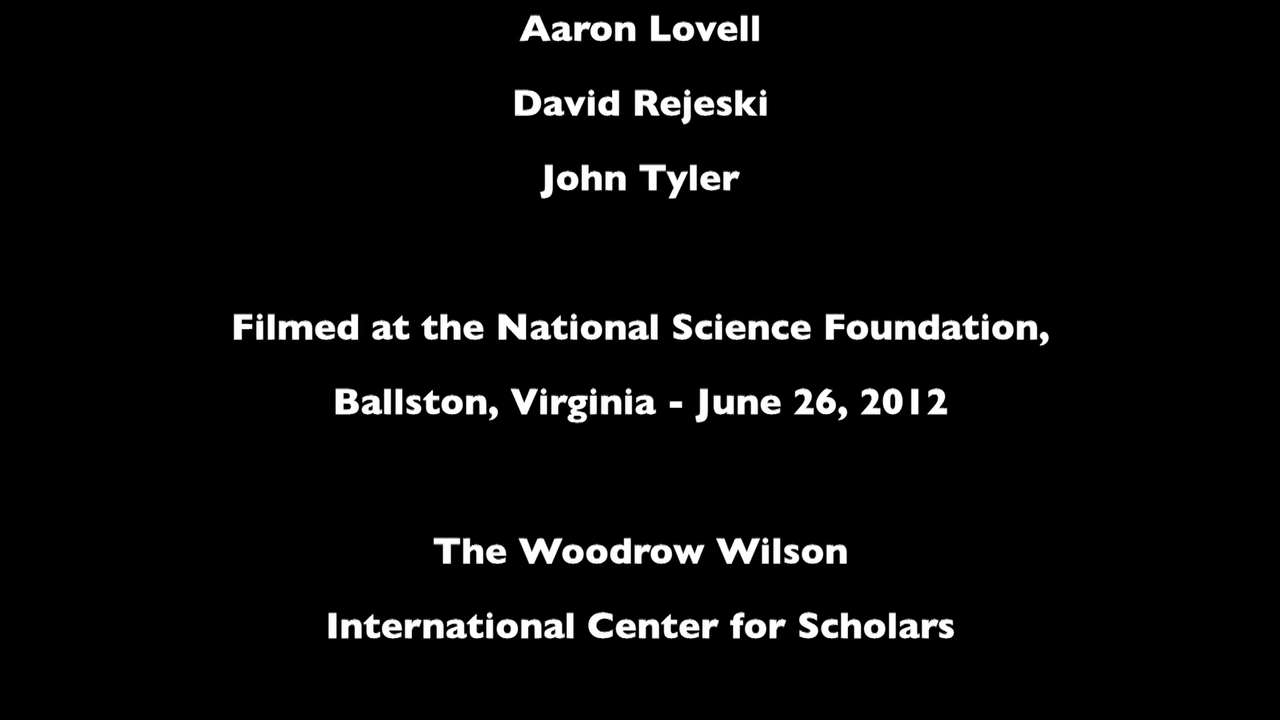 Aaron Lovell
David Rejeski
John Tyler
Filmed at the National Science Foundation,
Ballston, Virginia - June 26, 2012
The Woodrow Wilson
International Center for Scholars